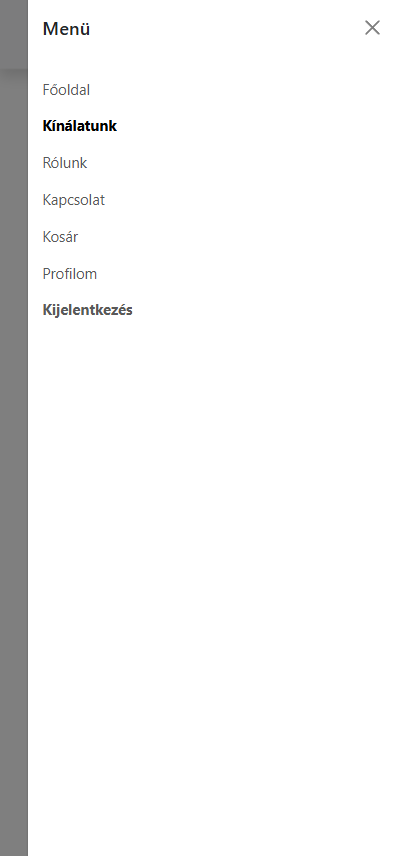 Menü
Főoldal
Kínálatunk
Rólunk
Kapcsolat
Kosár
Profilom
Kijelentkezés